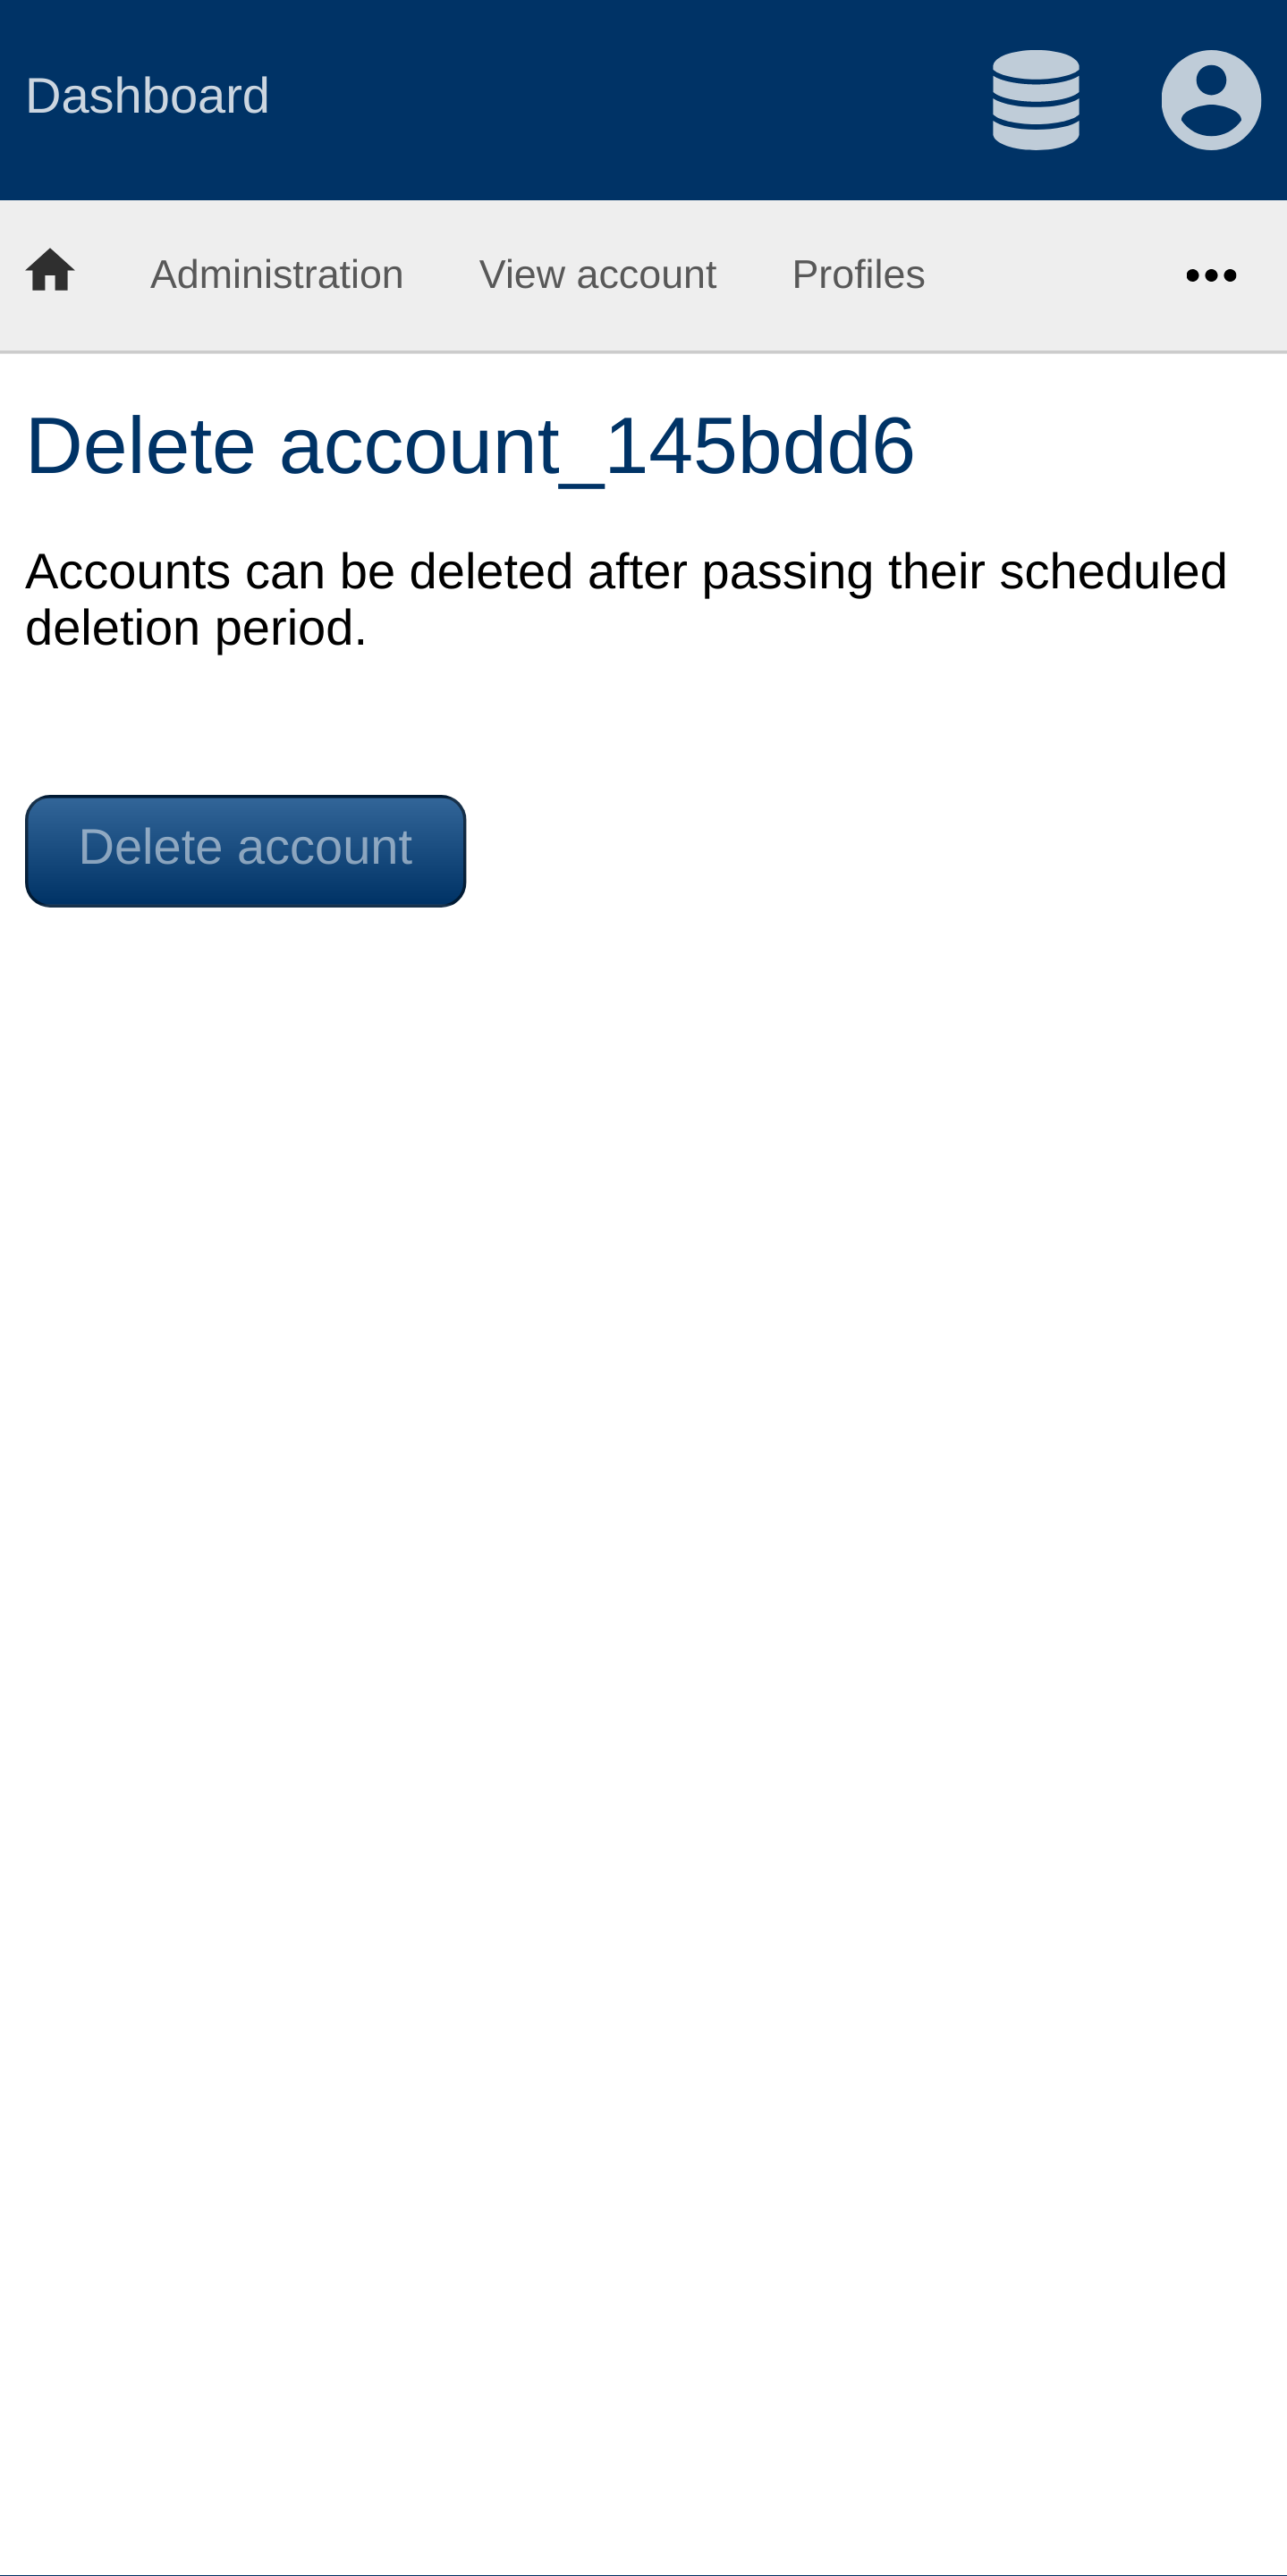 Dashboard
Administration View account Profiles
Delete account_145bdd6
Accounts can be deleted after passing their scheduled
deletion period.
Delete account